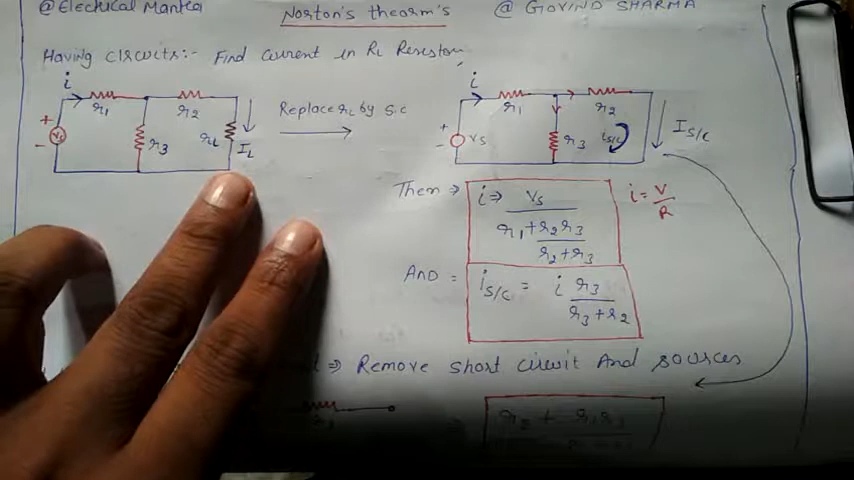 @Electrical Mantra
Norton's theorm's
@ GOVIND SHARMA
Having circuits:- Find current in RL Resistor,
i
r1
r2
+
-
Vs
r3
rL
IL
Replace rL by s.c
i
r1
r2
+
-
Vs
r3
is/c
Is/c
Then ⇒ i ⇒ Vs
r1 + r2r3
r2+r3
i = V
R
And = is/c = i r3
r3+r2
⇒ Remove short circuit And sources